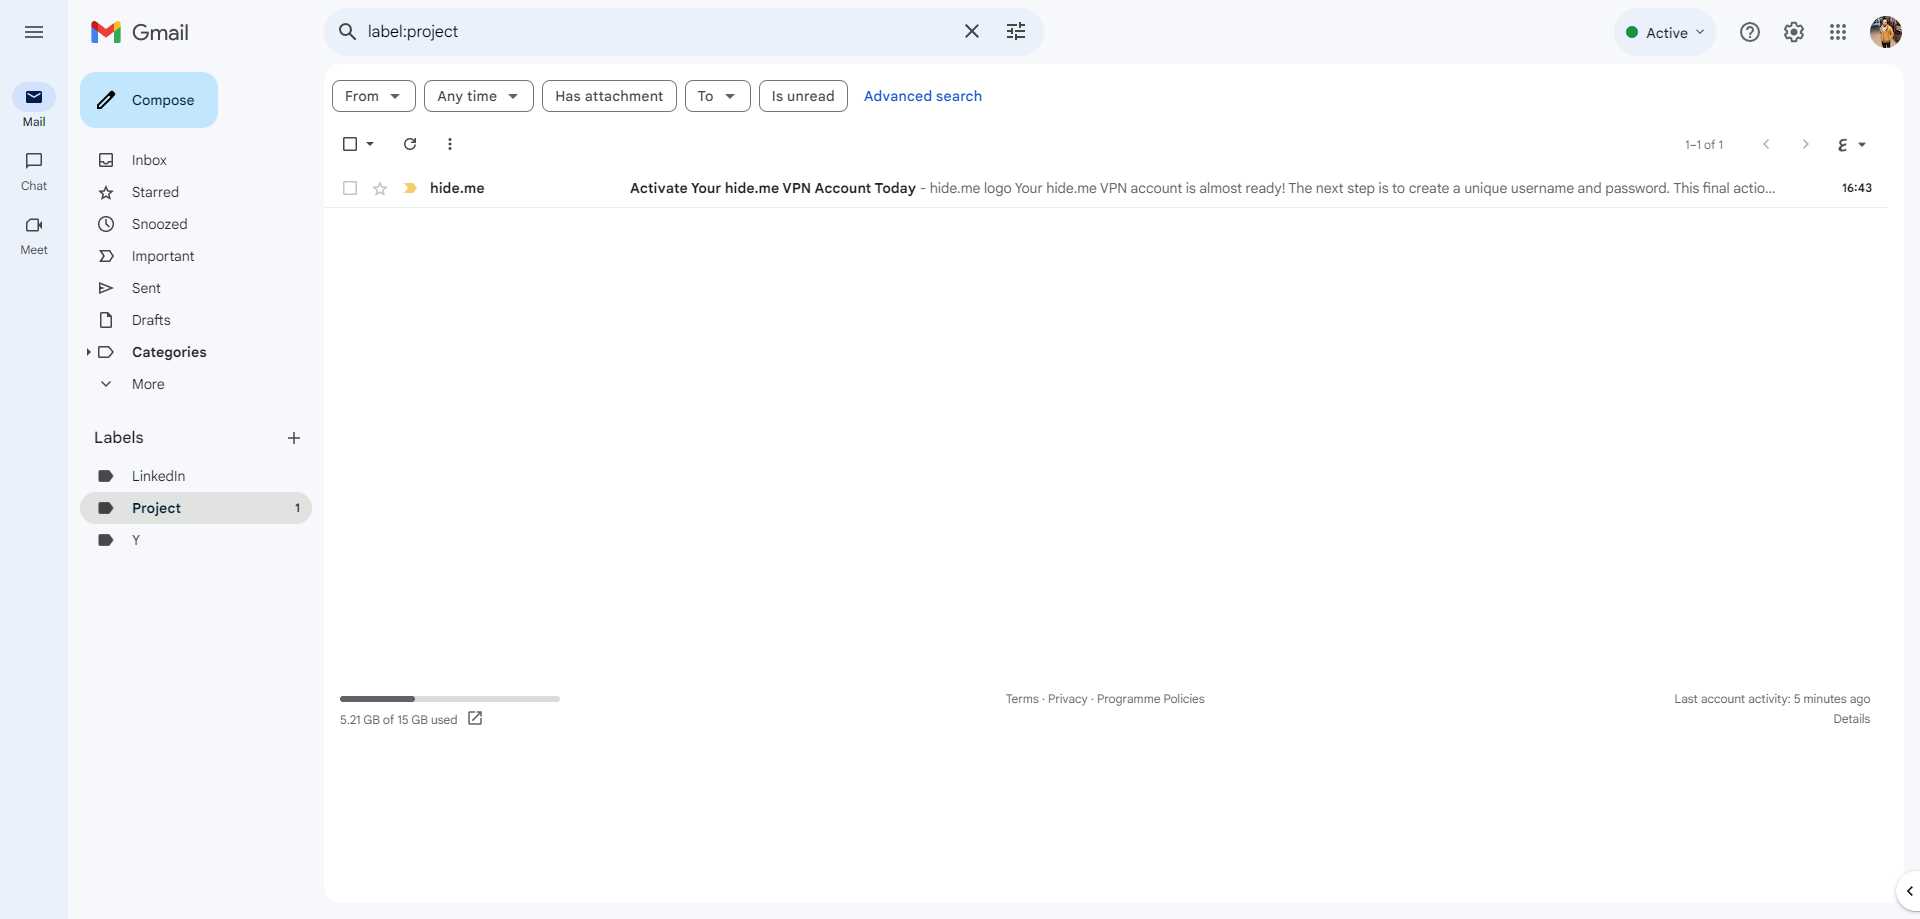 Gmail
label:project
Active
Mail
Chat
Meet
Compose
Inbox
Starred
Snoozed
Important
Sent
Drafts
Categories
More
Labels
LinkedIn
Project 1
Y
From Any time Has attachment To Is unread Advanced search
1–1 of 1
hide.me Activate Your hide.me VPN Account Today - hide.me logo Your hide.me VPN account is almost ready! The next step is to create a unique username and password. This final actio... 16:43
5.21 GB of 15 GB used
Terms · Privacy · Programme Policies
Last account activity: 5 minutes ago
Details